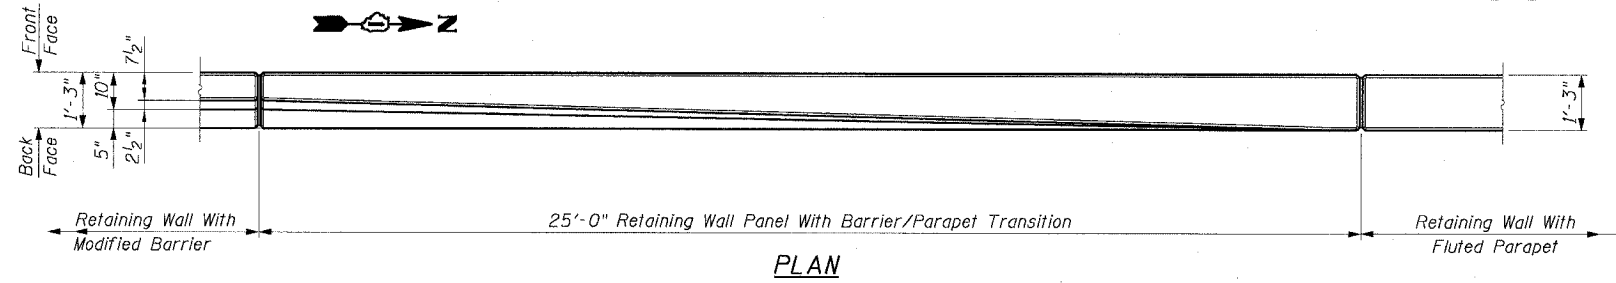 Front
Face
Back
Face
1'-3"
10"
5"
7½"
2½"
N
1'-3"
Retaining Wall With
Modified Barrier
25'-0" Retaining Wall Panel With Barrier/Parapet Transition
Retaining Wall With
Fluted Parapet
PLAN